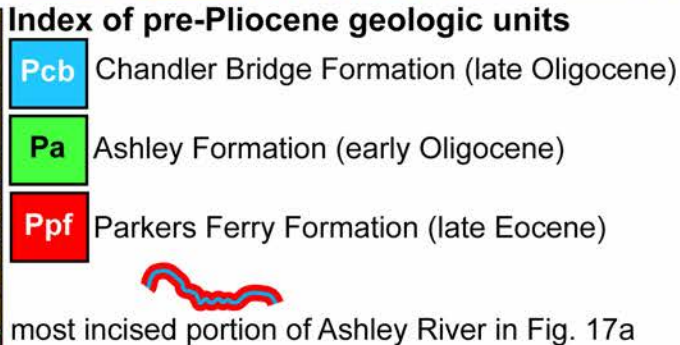 Index of pre-Pliocene geologic units
Pcb Chandler Bridge Formation (late Oligocene)
Pa Ashley Formation (early Oligocene)
Ppf Parkers Ferry Formation (late Eocene)
most incised portion of Ashley River in Fig. 17a